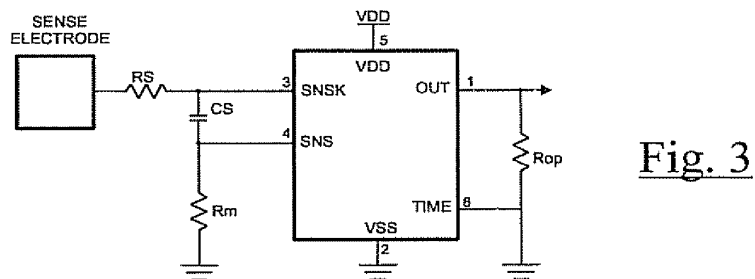 SENSE
ELECTRODE
RS
CS
Rm
VDD
5
VDD
3
SNSK
4
SNS
OUT
1
TIME
6
VSS
2
Rop
Fig. 3